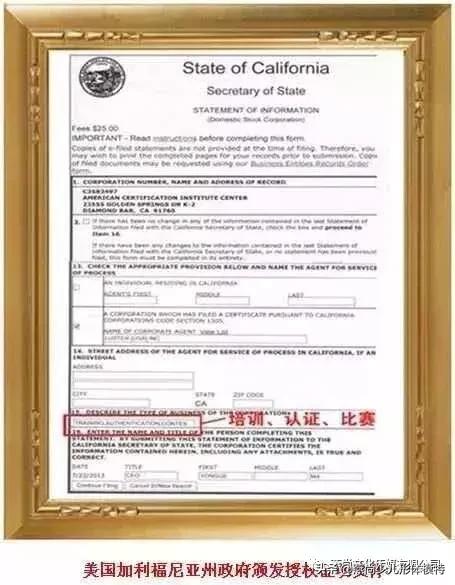 State of California
Secretary of State
STATEMENT OF INFORMATION
(Domestic Stock Corporation)
Fees $25.00
IMPORTANT - Read instructions before completing this form.
Copies of e-filed statements are not provided at the time of filing. Therefore, you
may wish to print the completed pages for your records prior to submission. Copies
of filed documents may be requested using our Business Entities Records Order
form.
1. CORPORATION NUMBER, NAME AND ADDRESS OF RECORD
C3582497
AMERICAN CERTIFICATION INSTITUTE CENTER
23555 GOLDEN SPRINGS DR K-2
DIAMOND BAR, CA 91765
2. If there has been no change in any of the information contained in the last Statement of
Information filed with the California Secretary of State, check the box and proceed to
Item 16.
If there have been any changes to the information contained in the last Statement of
Information filed with the California Secretary of State, or no statement has been previously
filed, this form must be completed in its entirety.
13. CHECK THE APPROPRIATE PROVISION BELOW AND NAME THE AGENT FOR SERVICE
OF PROCESS
AN INDIVIDUAL RESIDING IN CALIFORNIA
AGENT'S FIRST MIDDLE LAST
A CORPORATION WHICH HAS FILED A CERTIFICATE PURSUANT TO CALIFORNIA
CORPORATIONS CODE SECTION 1505.
NAME OF CORPORATE AGENT View List
14. STREET ADDRESS OF THE AGENT FOR SERVICE OF PROCESS IN CALIFORNIA, IF AN
INDIVIDUAL
ADDRESS
CITY STATE ZIP CODE
CA
15. DESCRIBE THE TYPE OF BUSINESS OF THE CORPORATION
TRAINING,AUTHENTICATION,CONTES 培训、认证、比赛
16. ENTER THE NAME AND TITLE OF THE PERSON COMPLETING THIS
STATEMENT. BY SUBMITTING THIS STATEMENT OF INFORMATION TO THE
CALIFORNIA SECRETARY OF STATE, THE CORPORATION CERTIFIES THE
INFORMATION CONTAINED HEREIN, INCLUDING ANY ATTACHMENTS, IS TRUE AND
CORRECT
DATE TITLE FIRST MIDDLE LAST
7/22/2013 CEO YONGUE MA
Continue Filing Cancel E-file/New Search
美国加利福尼亚州政府颁发授权